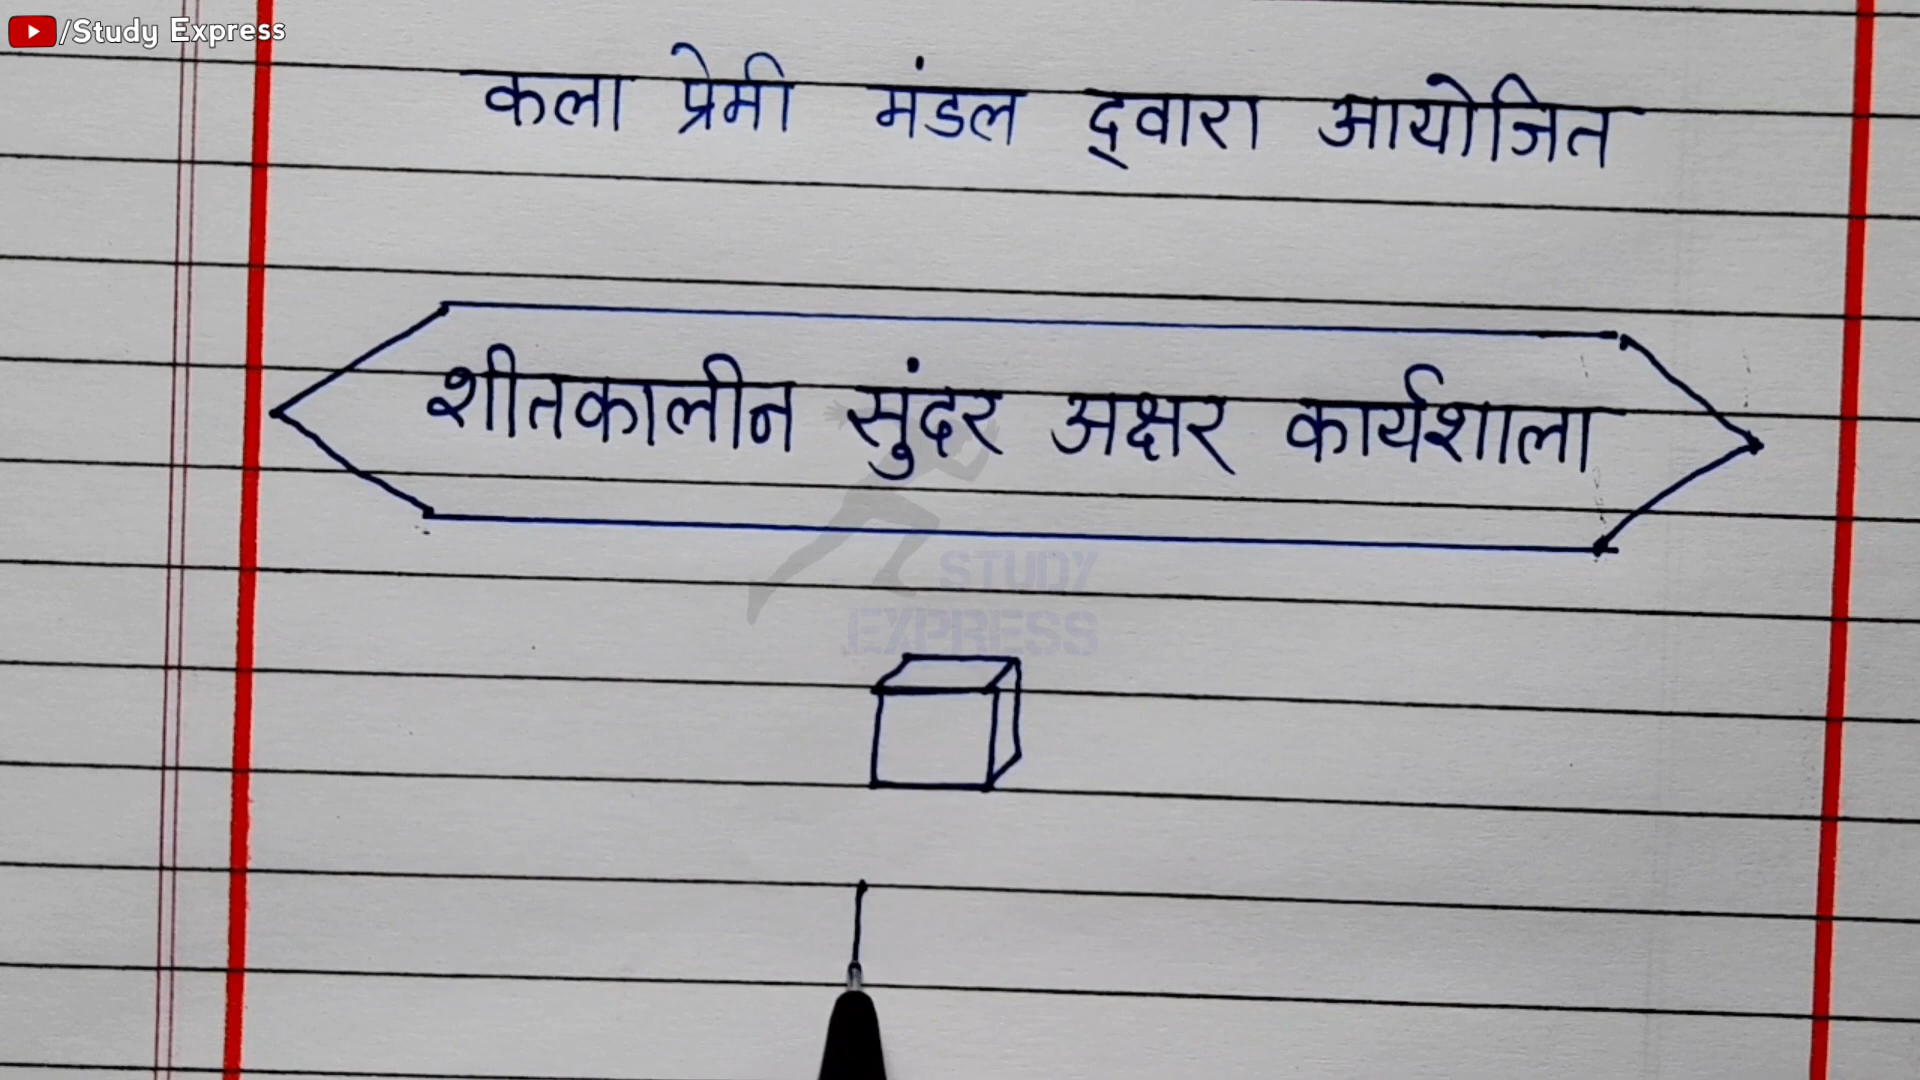 /Study Express
कला प्रेमी मंडल द्‌वारा आयोजित
शीतकालीन सुंदर अक्षर कार्यशाला
STUDY
EXPRESS